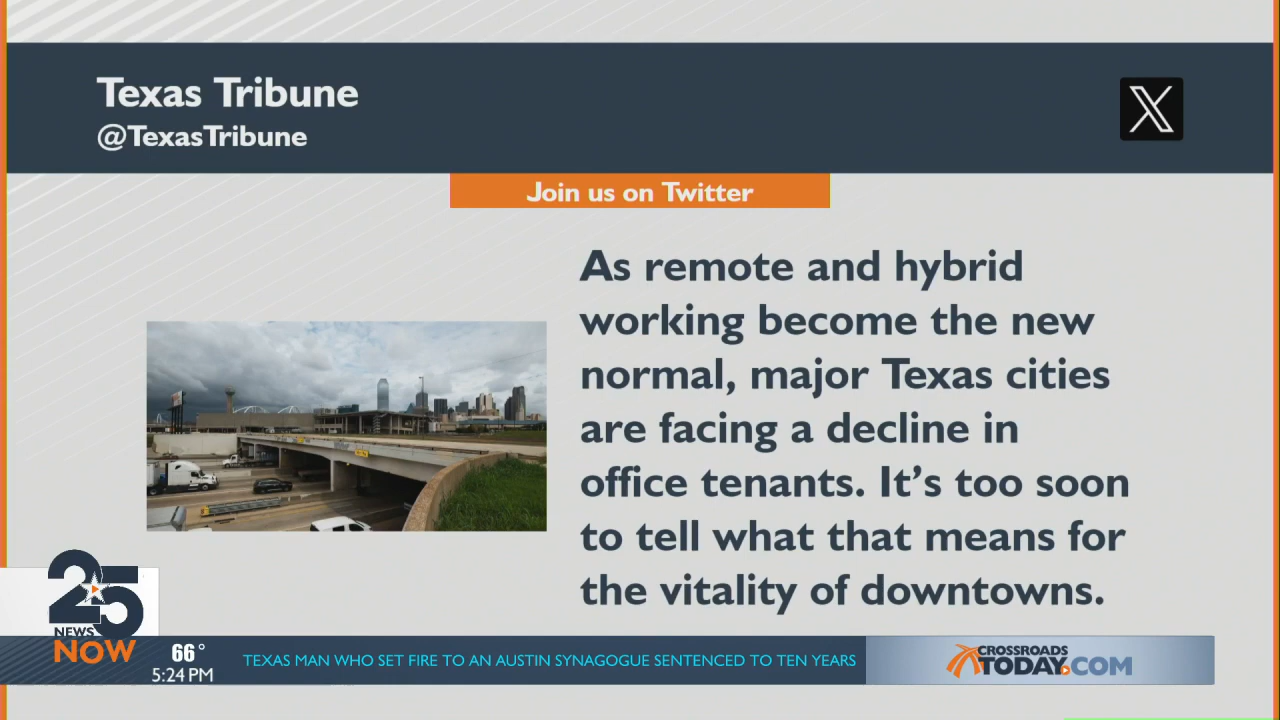 Texas Tribune
@TexasTribune
X
Join us on Twitter
As remote and hybrid
working become the new
normal, major Texas cities
are facing a decline in
office tenants. It's too soon
to tell what that means for
the vitality of downtowns.
25
NEWS
NOW
66°
5:24 PM
TEXAS MAN WHO SET FIRE TO AN AUSTIN SYNAGOGUE SENTENCED TO TEN YEARS
CROSSROADS
TODAY.COM